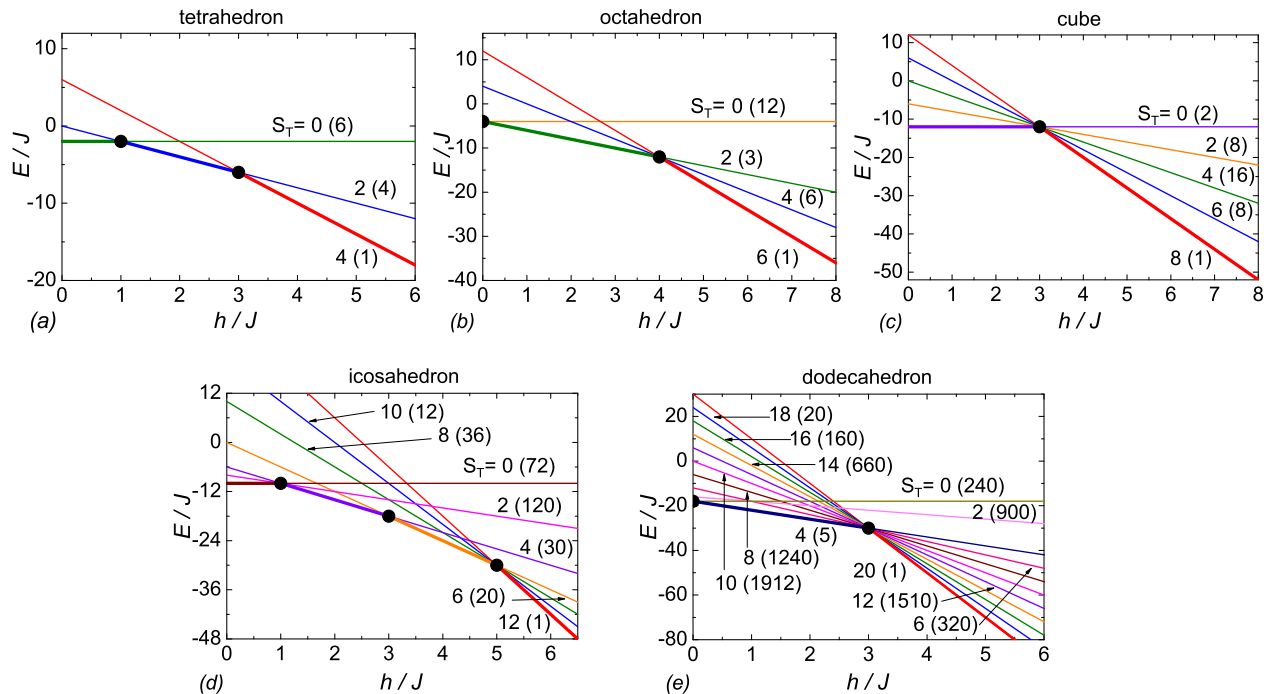 tetrahedron
12
0
-10
-20
0 1 2 3 4 5 6
E / J
h / J
S_T= 0 (6)
2 (4)
4 (1)
(a)
octahedron
10
0
-10
-20
-30
-40
0 1 2 3 4 5 6 7 8
E / J
h / J
S_T= 0 (12)
2 (3)
4 (6)
6 (1)
(b)
cube
10
0
-10
-20
-30
-40
-50
0 1 2 3 4 5 6 7 8
E / J
h / J
S_T= 0 (2)
2 (8)
4 (16)
6 (8)
8 (1)
(c)
icosahedron
12
0
-12
-24
-36
-48
0 1 2 3 4 5 6
E / J
h / J
10 (12)
8 (36)
S_T= 0 (72)
2 (120)
4 (30)
6 (20)
12 (1)
(d)
dodecahedron
20
0
-20
-40
-60
-80
0 1 2 3 4 5 6
E / J
h / J
18 (20)
16 (160)
14 (660)
S_T= 0 (240)
2 (900)
4 (5)
8 (1240)
10 (1912)
20 (1)
12 (1510)
6 (320)
(e)